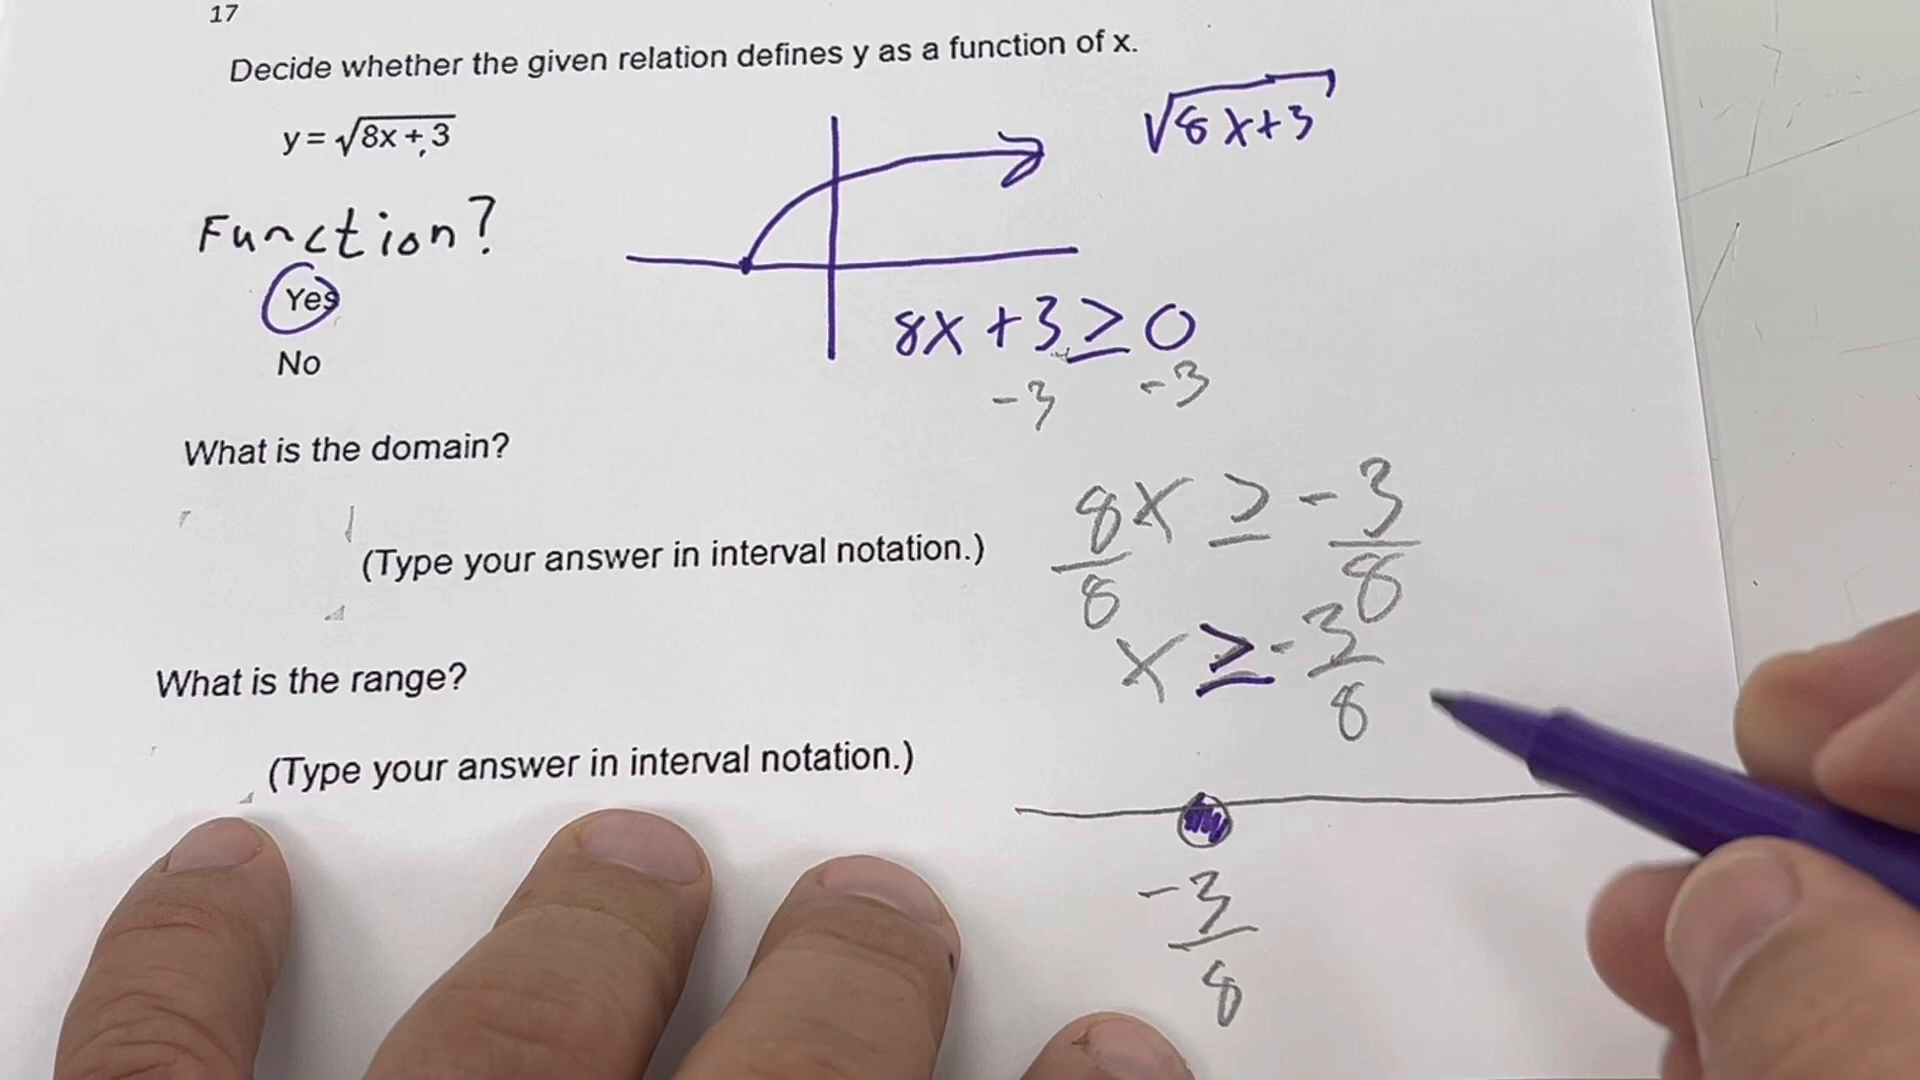 17
Decide whether the given relation defines y as a function of x.
y = √8x + 3
√8x+3
Function?
Yes
No
8x + 3 ≥ 0
-3 -3
What is the domain?
(Type your answer in interval notation.)
8x ≥ -3
8 8
x ≥ -3
8
What is the range?
(Type your answer in interval notation.)
-3
8